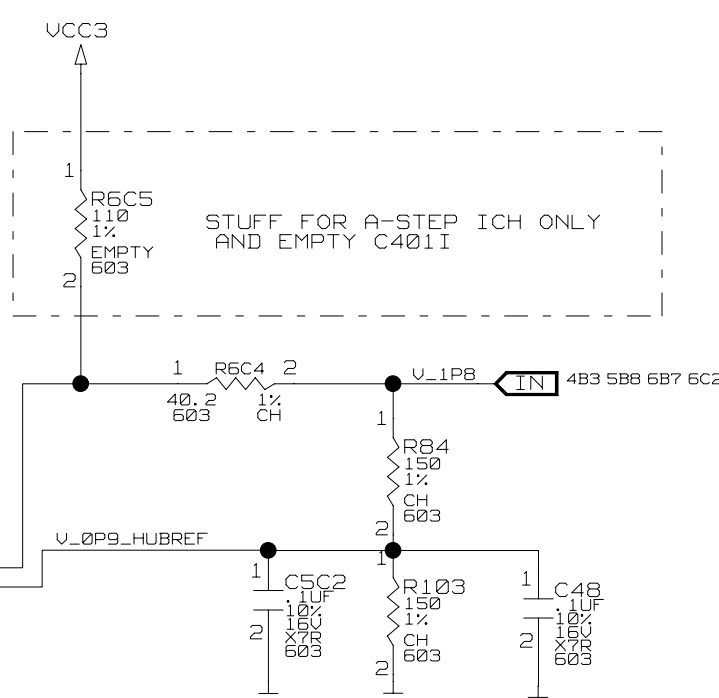 VCC3
1
R6C5
110
1%
EMPTY
603
2
STUFF FOR A-STEP ICH ONLY
AND EMPTY C401I
1
R6C4
2
40.2
603
1%
CH
V_1P8
IN
4B3 5B8 6B7 6C2
1
R84
150
1%
CH
603
2
V_0P9_HUBREF
1
C5C2
.1UF
10%
16V
X7R
603
2
1
R103
150
1%
CH
603
2
1
C48
.1UF
10%
16V
X7R
603
2